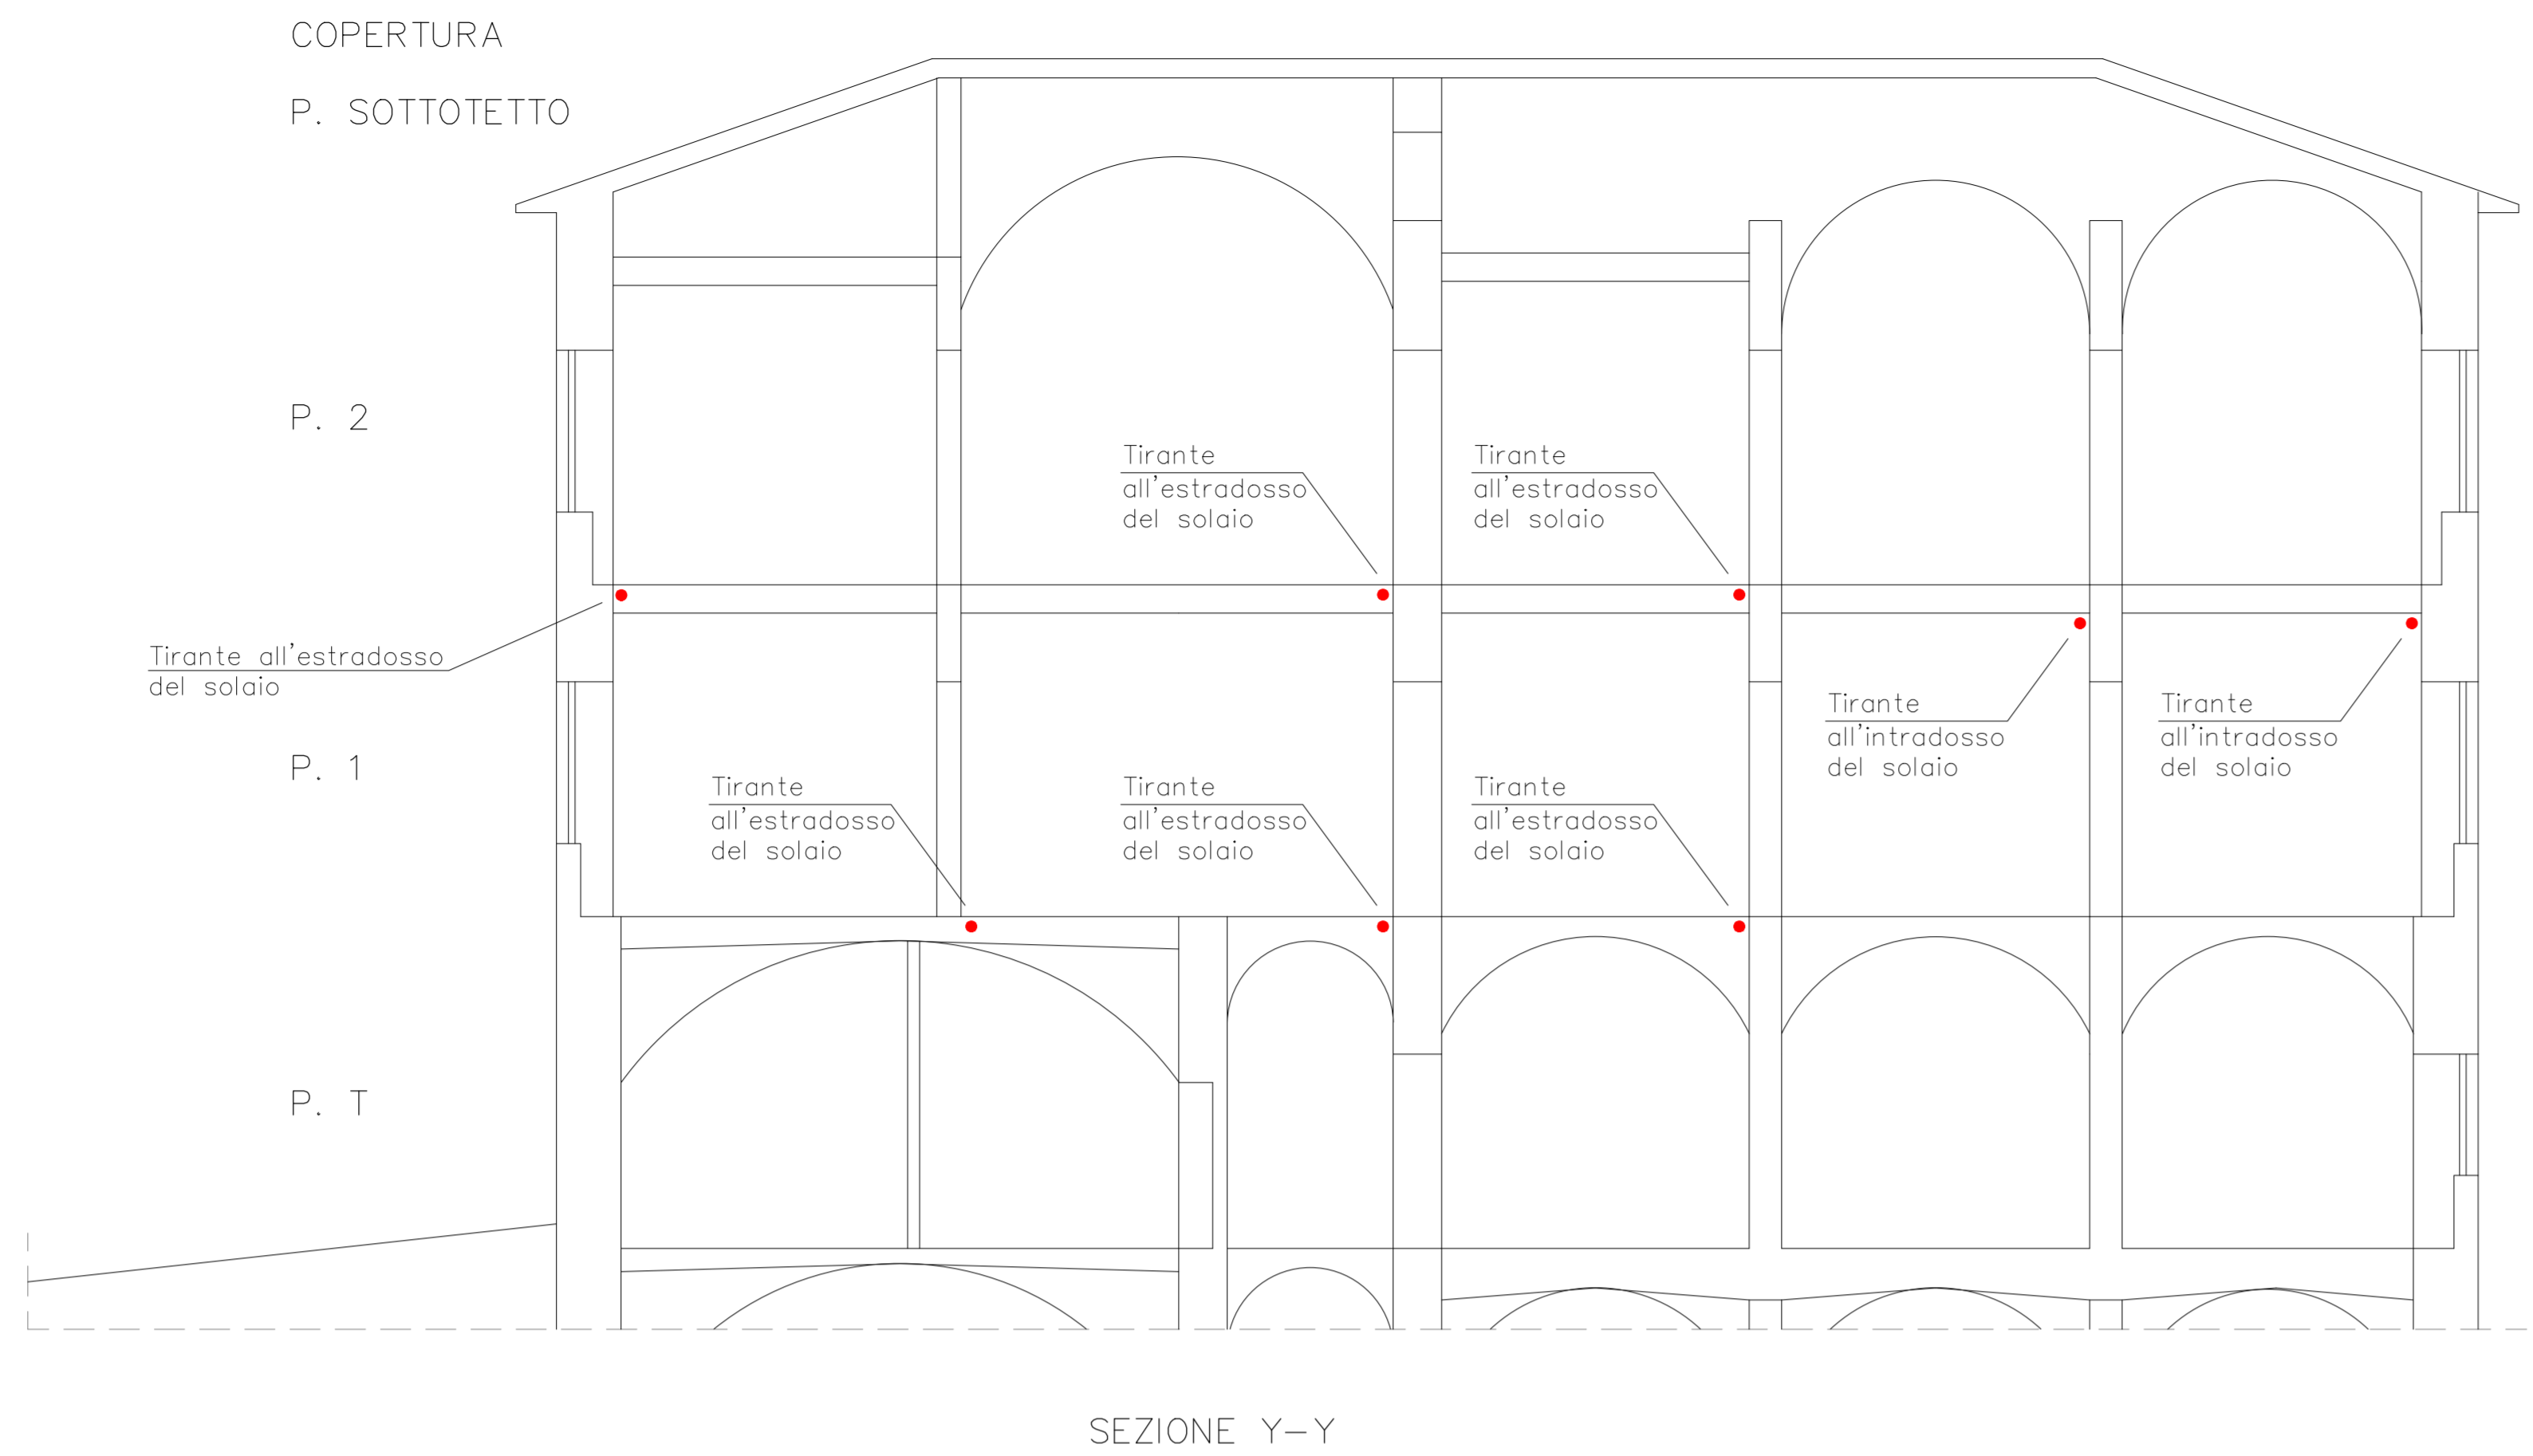 COPERTURA
P. SOTTOTETTO
P. 2
Tirante
all'estradosso
del solaio
Tirante
all'estradosso
del solaio
Tirante all'estradosso
del solaio
Tirante
all'intradosso
del solaio
Tirante
all'intradosso
del solaio
P. 1
Tirante
all'estradosso
del solaio
Tirante
all'estradosso
del solaio
Tirante
all'estradosso
del solaio
P. T
SEZIONE Y-Y